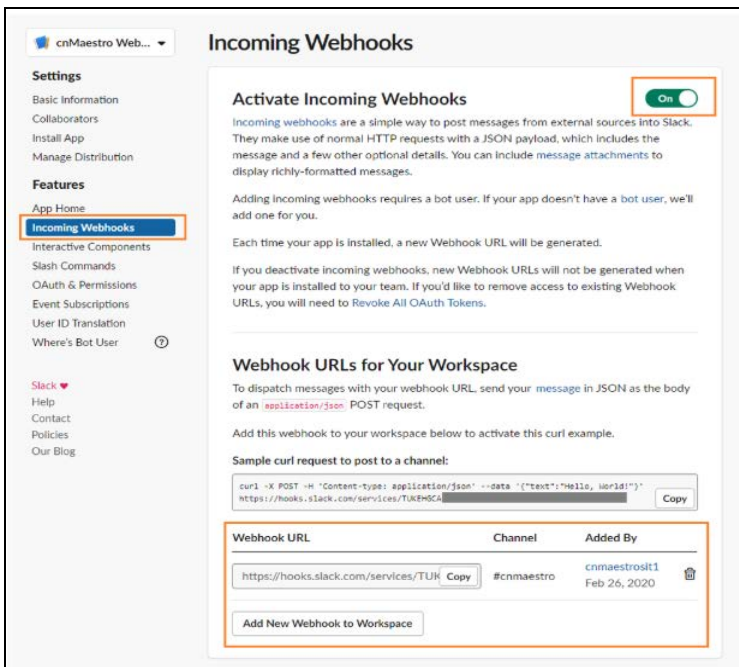 cnMaestro Web...
Settings
Basic Information
Collaborators
Install App
Manage Distribution
Features
App Home
Incoming Webhooks
Interactive Components
Slash Commands
OAuth & Permissions
Event Subscriptions
User ID Translation
Where's Bot User
Slack
Help
Contact
Policies
Our Blog
Incoming Webhooks
Activate Incoming Webhooks
On
Incoming webhooks are a simple way to post messages from external sources into Slack.
They make use of normal HTTP requests with a JSON payload, which includes the
message and a few other optional details. You can include message attachments to
display richly-formatted messages.
Adding incoming webhooks requires a bot user. If your app doesn't have a bot user, we'll
add one for you.
Each time your app is installed, a new Webhook URL will be generated.
If you deactivate incoming webhooks, new Webhook URLs will not be generated when
your app is installed to your team. If you'd like to remove access to existing Webhook
URLs, you will need to Revoke All OAuth Tokens.
Webhook URLs for Your Workspace
To dispatch messages with your webhook URL, send your message in JSON as the body
of an application/json POST request.
Add this webhook to your workspace below to activate this curl example.
Sample curl request to post to a channel:
curl -X POST -H 'Content-type: application/json' --data '{"text":"Hello, World!"}'
https://hooks.slack.com/services/TUKEHGCA
Copy
Webhook URL Channel Added By
https://hooks.slack.com/services/TUK Copy #cnmaestro cnmaestrosit1
Feb 26, 2020
Add New Webhook to Workspace